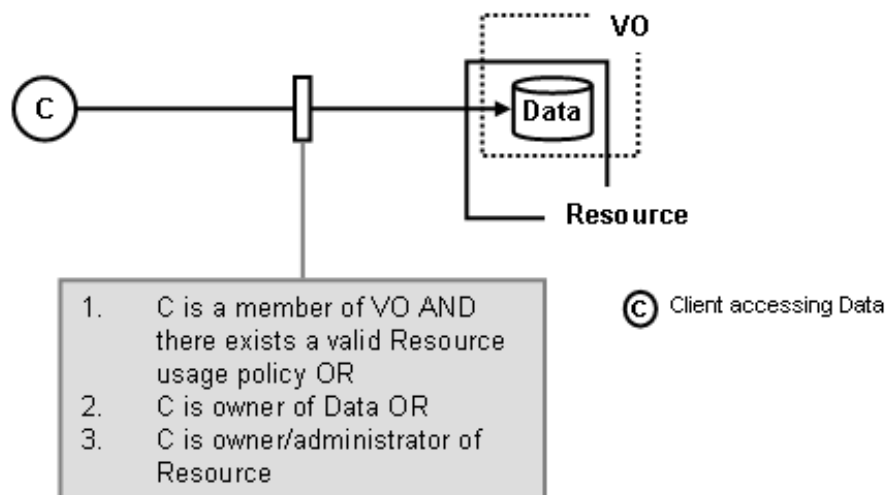 VO
C
Data
Resource
1. C is a member of VO AND
there exists a valid Resource
usage policy OR
2. C is owner of Data OR
3. C is owner/administrator of
Resource
C Client accessing Data